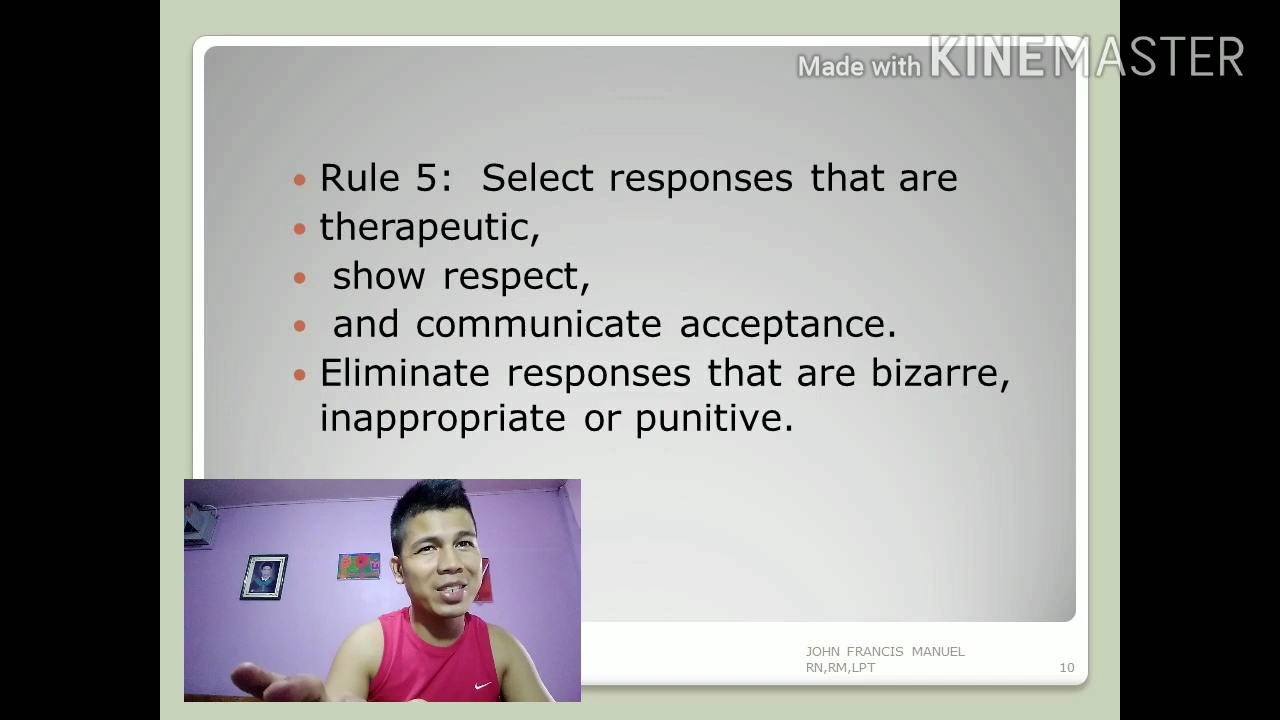 Made with KINEMASTER
• Rule 5:  Select responses that are
• therapeutic,
• show respect,
• and communicate acceptance.
• Eliminate responses that are bizarre,
inappropriate or punitive.
JOHN FRANCIS MANUEL
RN,RM,LPT
10